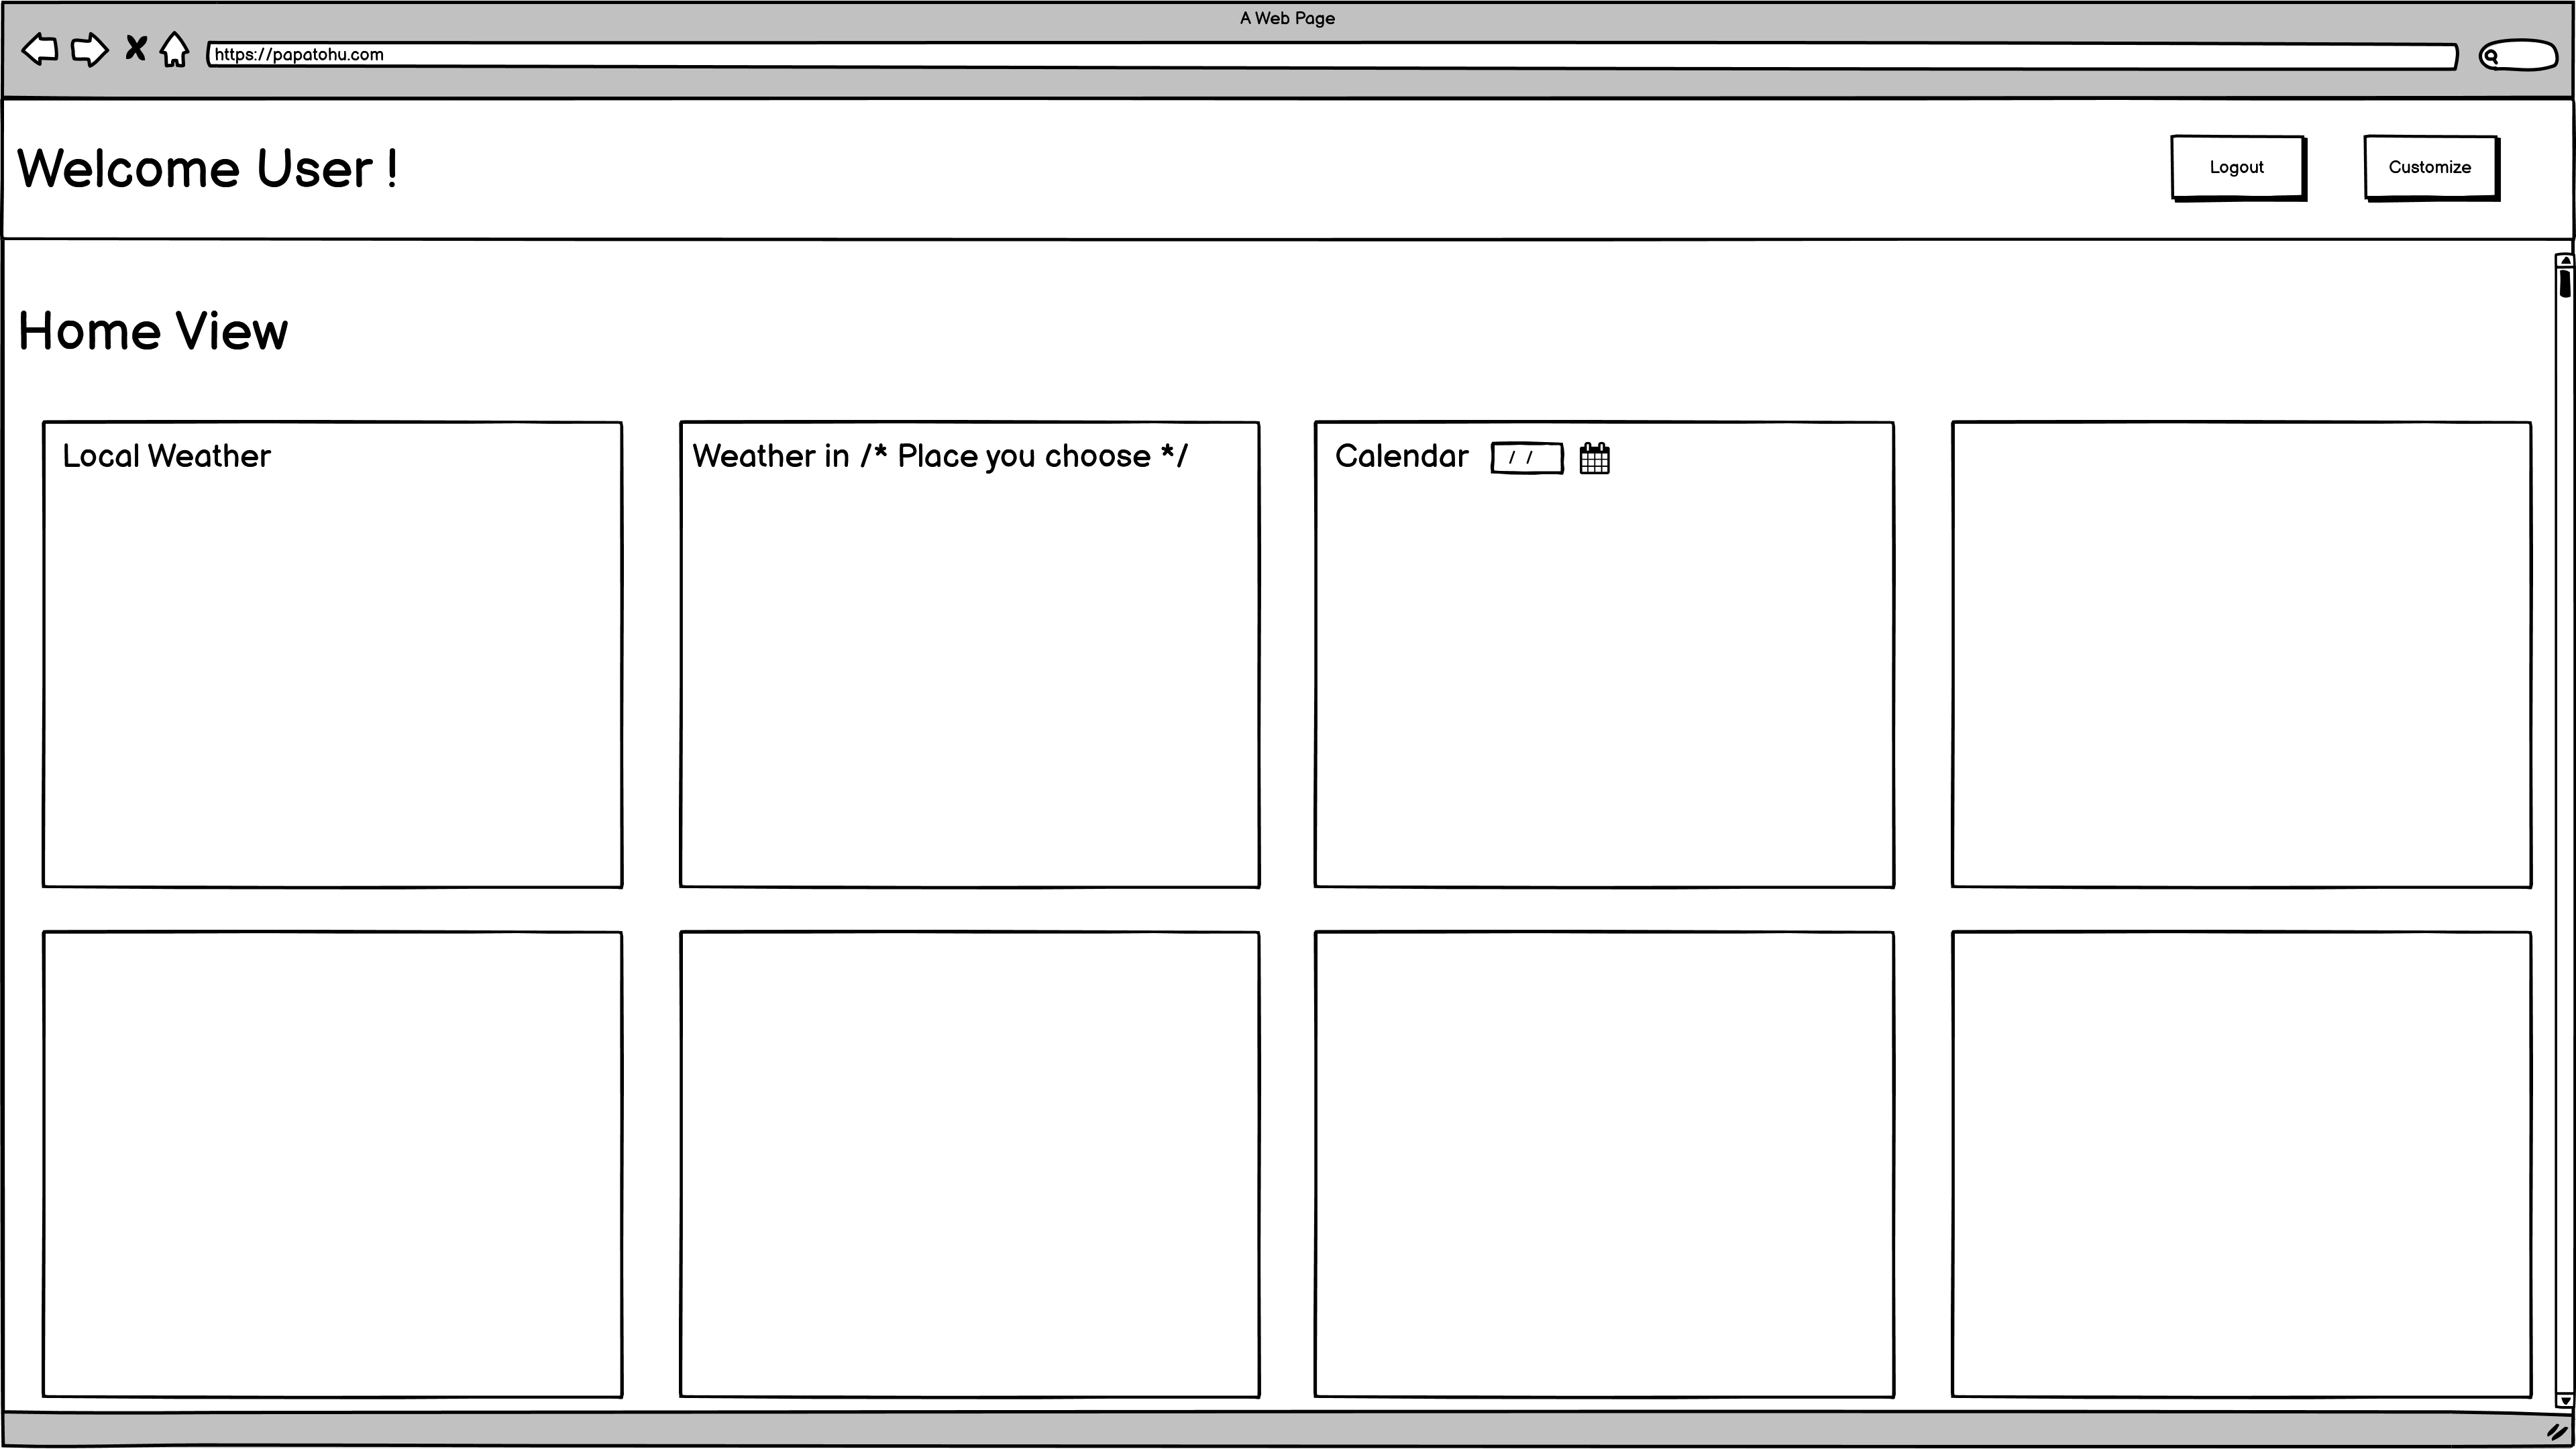 A Web Page
https://papatohu.com
Welcome User !
Logout
Customize
Home View
Local Weather
Weather in /* Place you choose */
Calendar
/ /